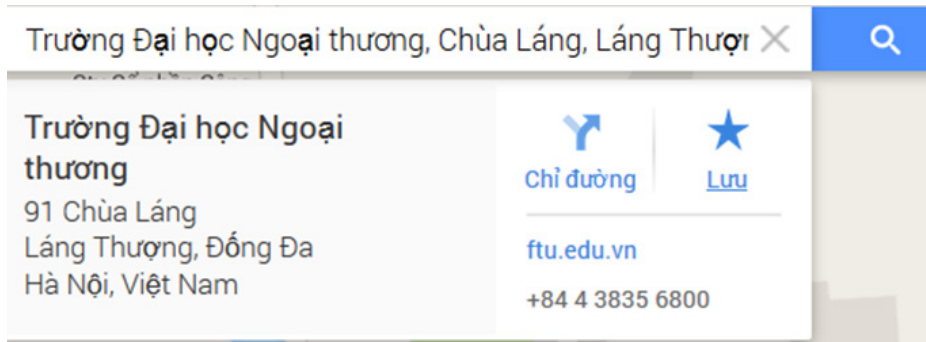 Trường Đại học Ngoại thương, Chùa Láng, Láng Thượn
Trường Đại học Ngoại
thương
91 Chùa Láng
Láng Thượng, Đống Đa
Hà Nội, Việt Nam
Chỉ đường
Lưu
ftu.edu.vn
+84 4 3835 6800